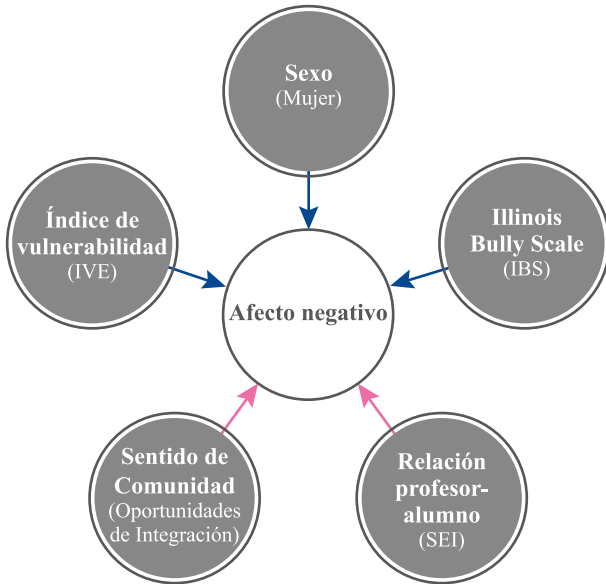 Sexo
(Mujer)
Índice de
vulnerabilidad
(IVE)
Illinois
Bully Scale
(IBS)
Afecto negativo
Sentido de
Comunidad
(Oportunidades
de Integración)
Relación
profesor-
alumno
(SEI)